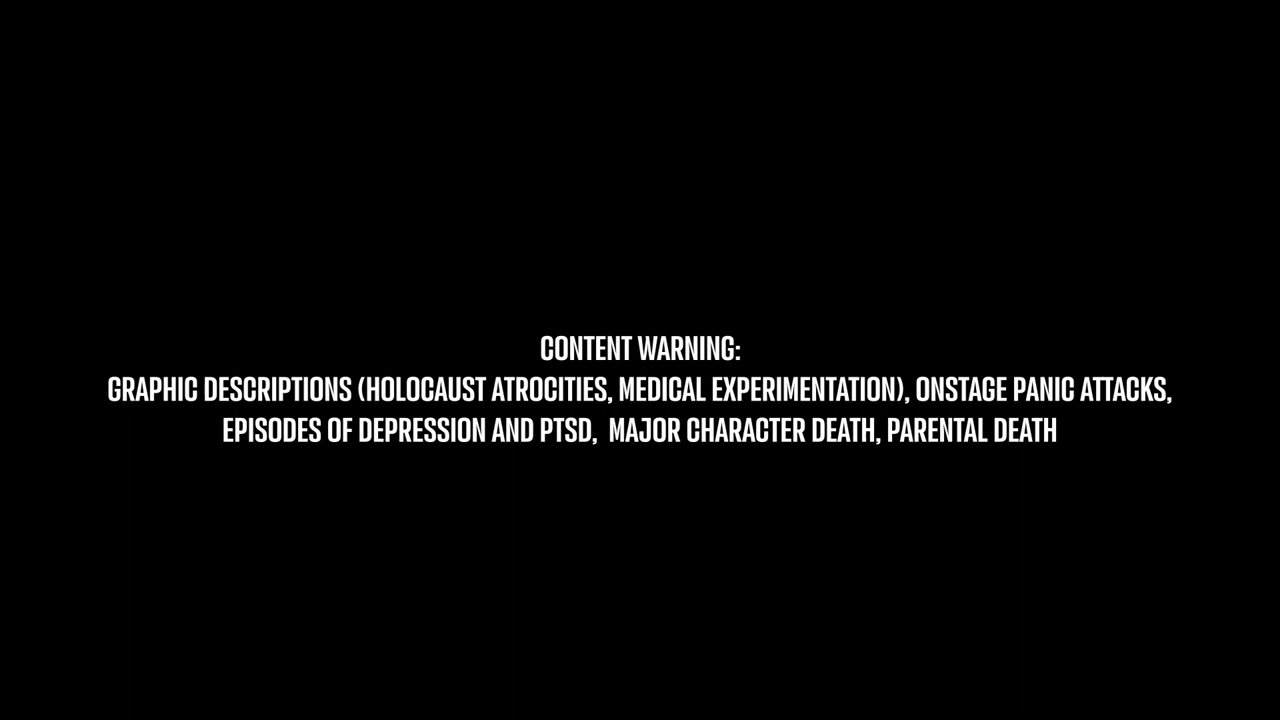 CONTENT WARNING:
GRAPHIC DESCRIPTIONS (HOLOCAUST ATROCITIES, MEDICAL EXPERIMENTATION), ONSTAGE PANIC ATTACKS,
EPISODES OF DEPRESSION AND PTSD,  MAJOR CHARACTER DEATH, PARENTAL DEATH